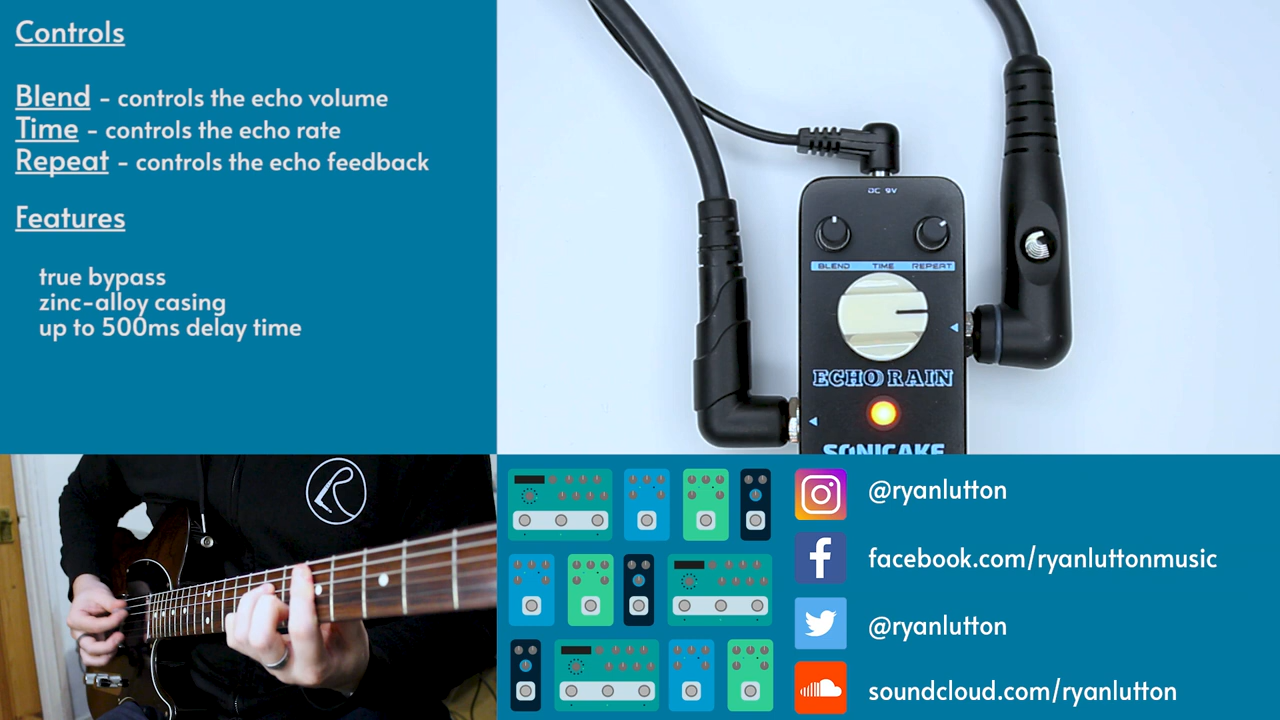 Controls
Blend - controls the echo volume
Time - controls the echo rate
Repeat - controls the echo feedback
Features
true bypass
zinc-alloy casing
up to 500ms delay time
DC 9V
BLEND TIME REPEAT
ECHO RAIN
SONICAKE
@ryanlutton
facebook.com/ryanluttonmusic
@ryanlutton
soundcloud.com/ryanlutton